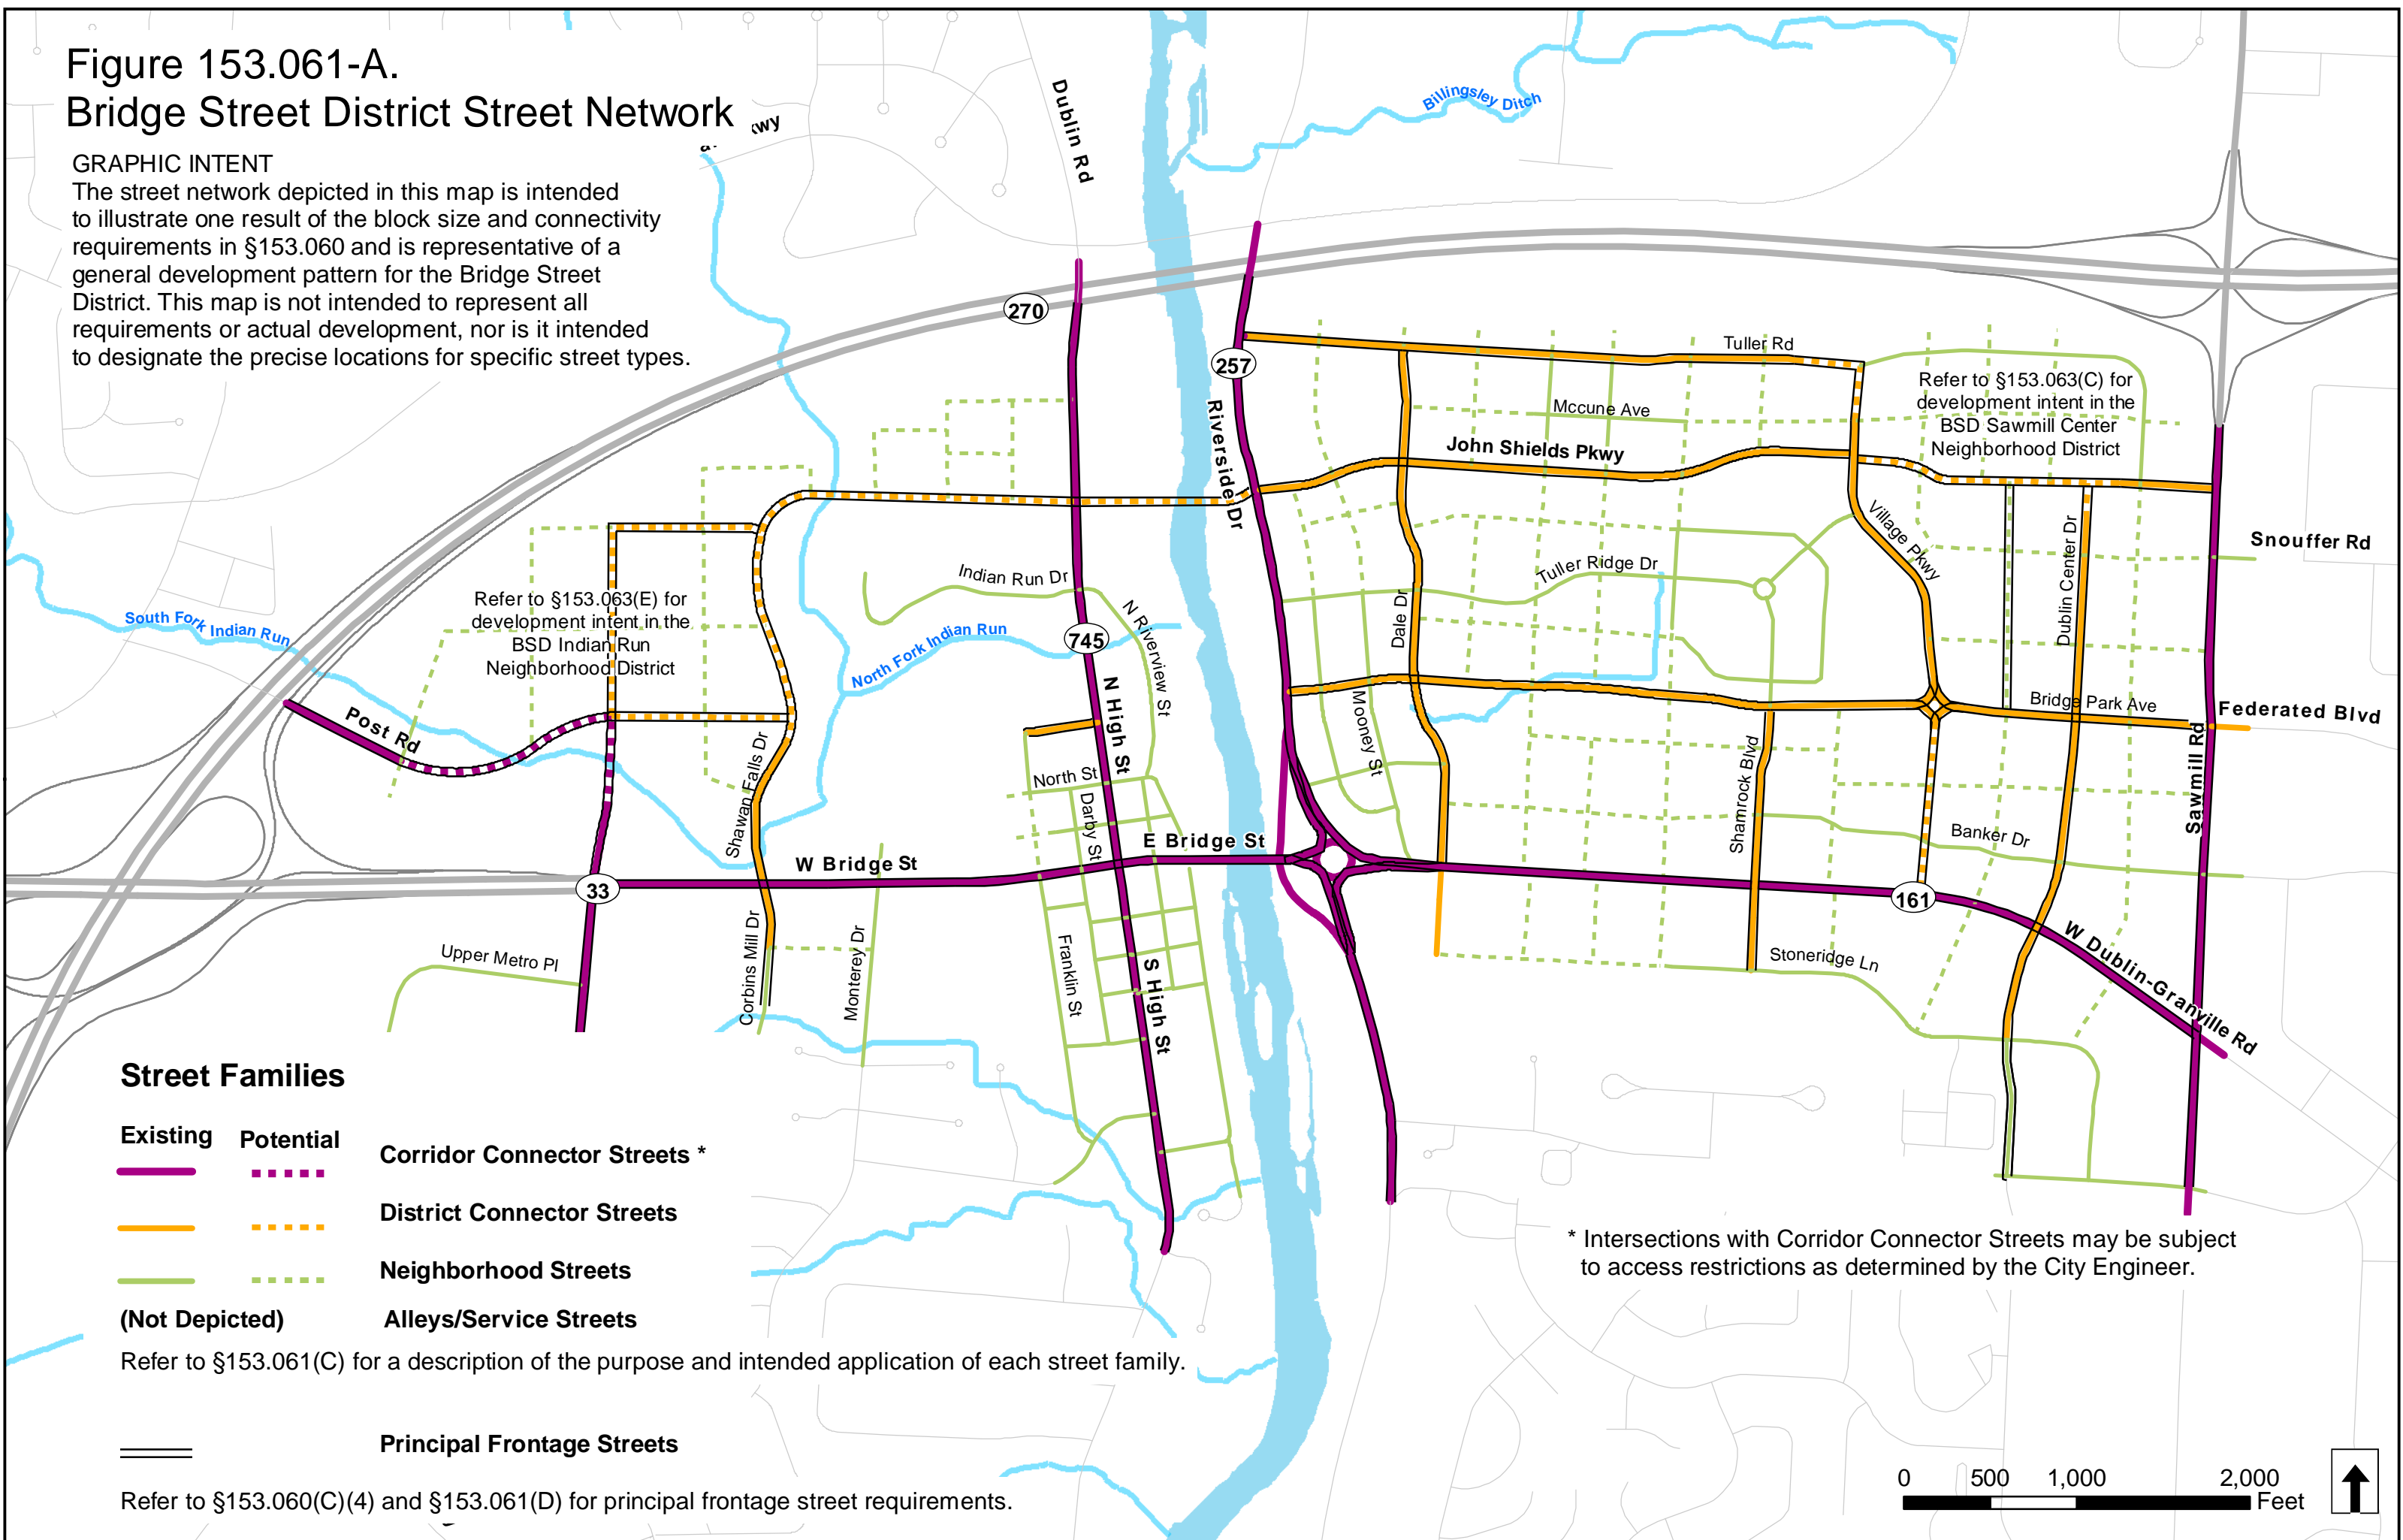 Figure 153.061-A.
Bridge Street District Street Network
GRAPHIC INTENT
The street network depicted in this map is intended
to illustrate one result of the block size and connectivity
requirements in §153.060 and is representative of a
general development pattern for the Bridge Street
District. This map is not intended to represent all
requirements or actual development, nor is it intended
to designate the precise locations for specific street types.
kwy
Dublin Rd
Billingsley Ditch
270
257
Tuller Rd
Refer to §153.063(C) for
development intent in the
BSD Sawmill Center
Neighborhood District
Mccune Ave
Riverside Dr
John Shields Pkwy
Village Pkwy
Dublin Center Dr
Snouffer Rd
Indian Run Dr
Tuller Ridge Dr
Refer to §153.063(E) for
development intent in the
BSD Indian Run
Neighborhood District
South Fork Indian Run
N Riverview St
745
North Fork Indian Run
Dale Dr
Post Rd
N High St
Mooney St
Bridge Park Ave
Federated Blvd
Shawan Falls Dr
North St
Darby St
Shamrock Blvd
Sawmill Rd
W Bridge St
E Bridge St
Banker Dr
33
161
Upper Metro Pl
Corbins Mill Dr
Monterey Dr
Franklin St
S High St
Stoneridge Ln
W Dublin-Granville Rd
Street Families
Existing Potential
Corridor Connector Streets *
District Connector Streets
Neighborhood Streets
(Not Depicted) Alleys/Service Streets
Refer to §153.061(C) for a description of the purpose and intended application of each street family.
Principal Frontage Streets
Refer to §153.060(C)(4) and §153.061(D) for principal frontage street requirements.
* Intersections with Corridor Connector Streets may be subject
to access restrictions as determined by the City Engineer.
0 500 1,000 2,000
Feet